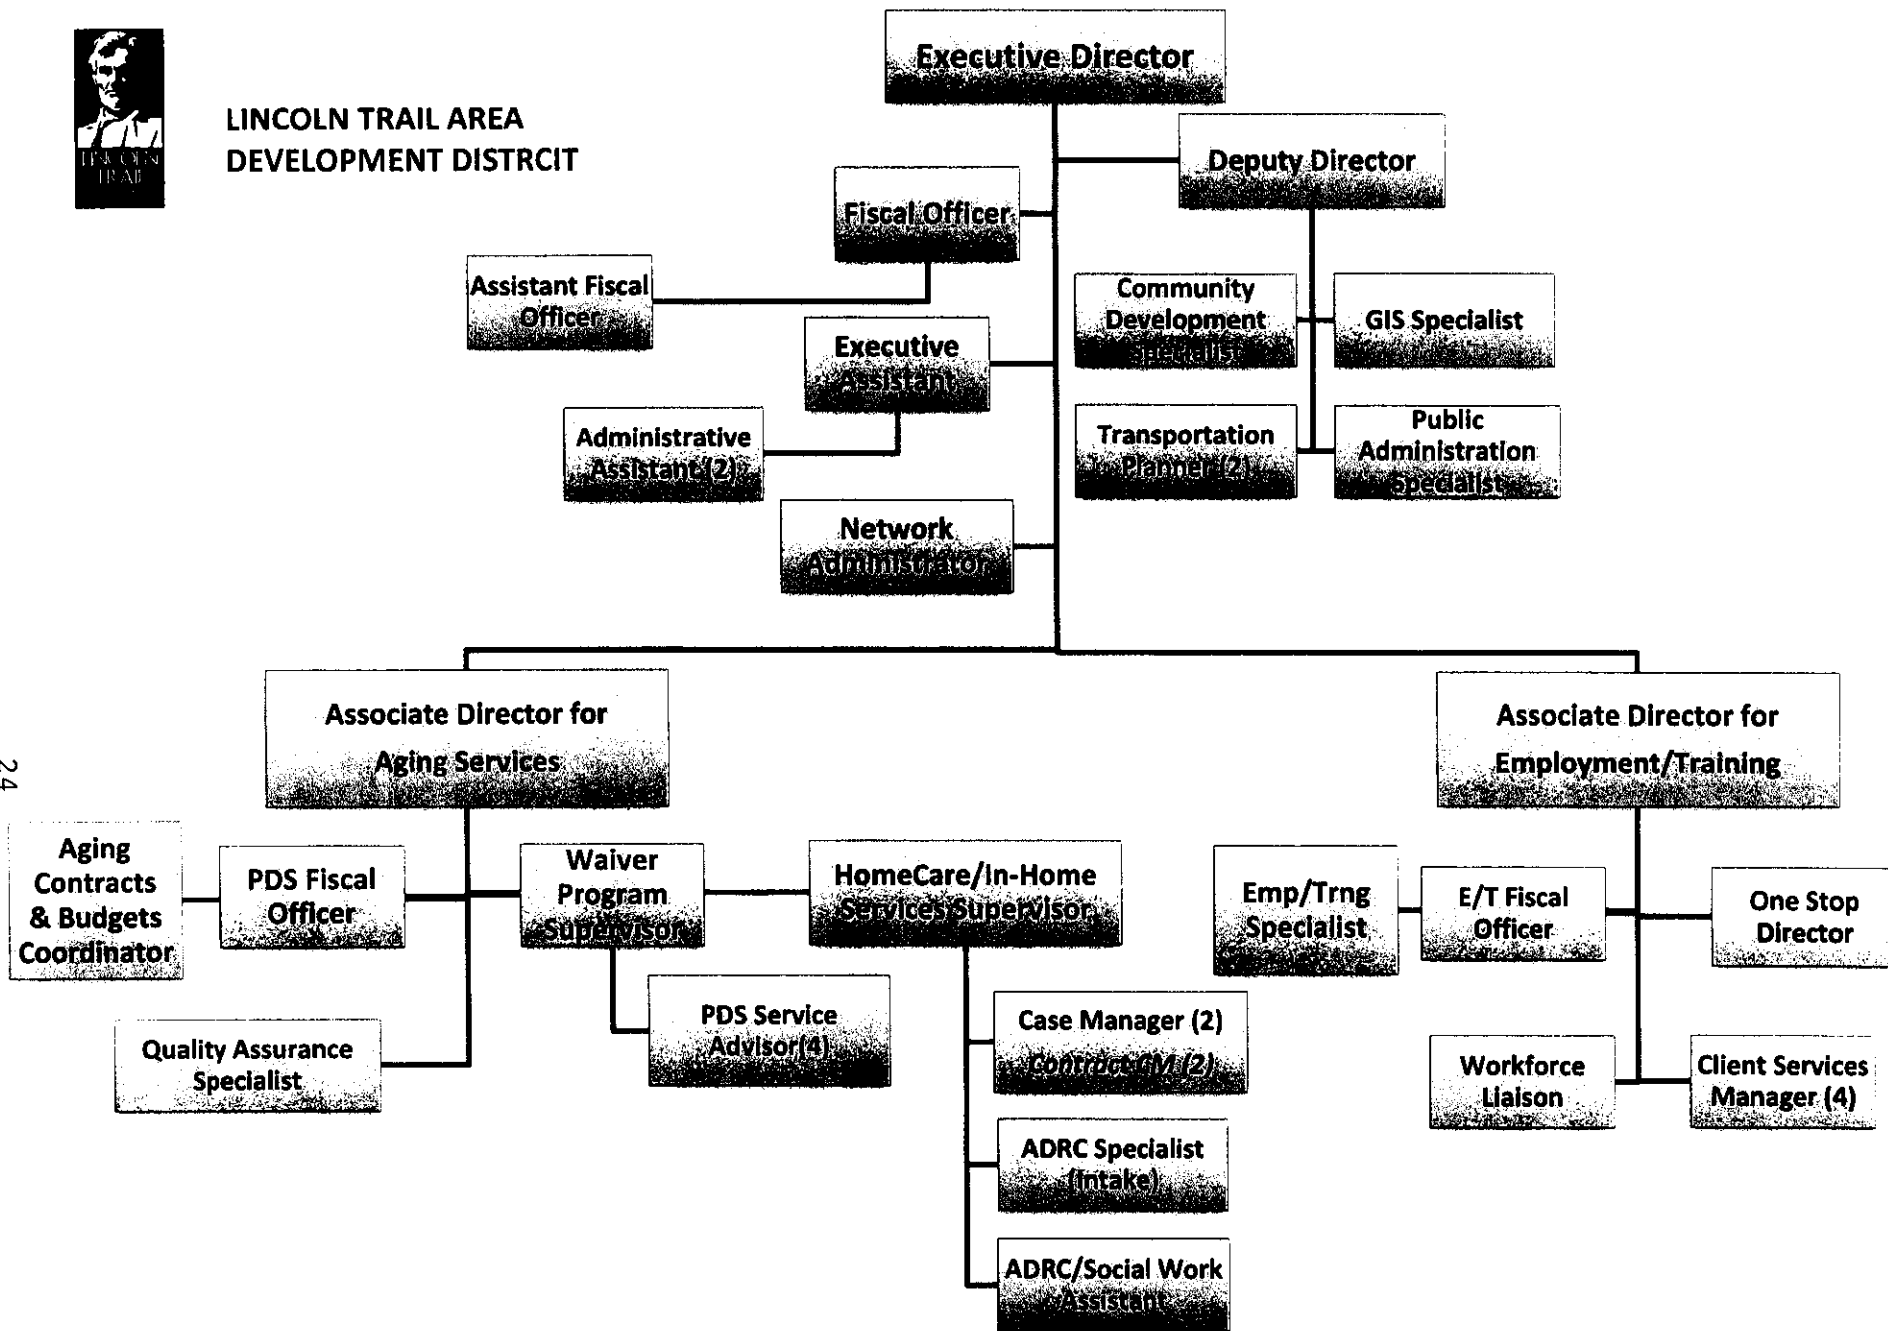 LINCOLN
TRAIL
LINCOLN TRAIL AREA
DEVELOPMENT DISTRCIT
Executive Director
Deputy Director
Fiscal Officer
Assistant Fiscal
Officer
Community
Development
Specialist
GIS Specialist
Executive
Assistant
Administrative
Assistant (2)
Transportation
Planner (2)
Public
Administration
Specialist
Network
Administrator
Associate Director for
Aging Services
Associate Director for
Employment/Training
24
Aging
Contracts
& Budgets
Coordinator
PDS Fiscal
Officer
Waiver
Program
Supervisor
HomeCare/In-Home
Services Supervisor
Emp/Trng
Specialist
E/T Fiscal
Officer
One Stop
Director
Quality Assurance
Specialist
PDS Service
Advisor(4)
Case Manager (2)
Contract CM (2)
Workforce
Liaison
Client Services
Manager (4)
ADRC Specialist
(Intake)
ADRC/Social Work
Assistant